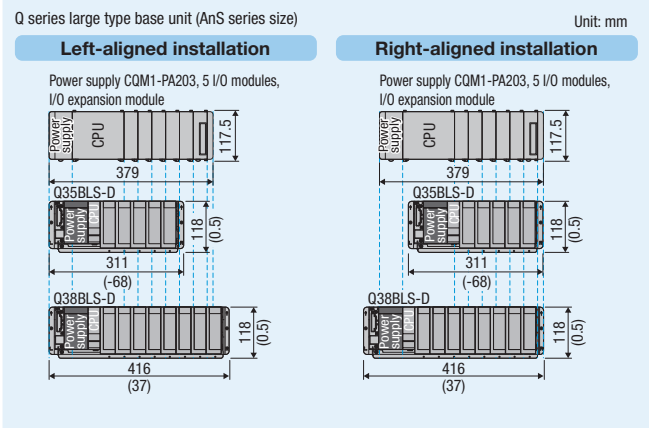 Q series large type base unit (AnS series size)
Unit: mm
Left-aligned installation
Power supply CQM1-PA203, 5 I/O modules,
I/O expansion module
Power
supply
CPU
117.5
379
Q35BLS-D
Power
supply
CPU
118
(0.5)
311
(-68)
Q38BLS-D
Power
supply
CPU
118
(0.5)
416
(37)
Right-aligned installation
Power supply CQM1-PA203, 5 I/O modules,
I/O expansion module
Power
supply
CPU
117.5
379
Q35BLS-D
Power
supply
CPU
118
(0.5)
311
(-68)
Q38BLS-D
Power
supply
CPU
118
(0.5)
416
(37)